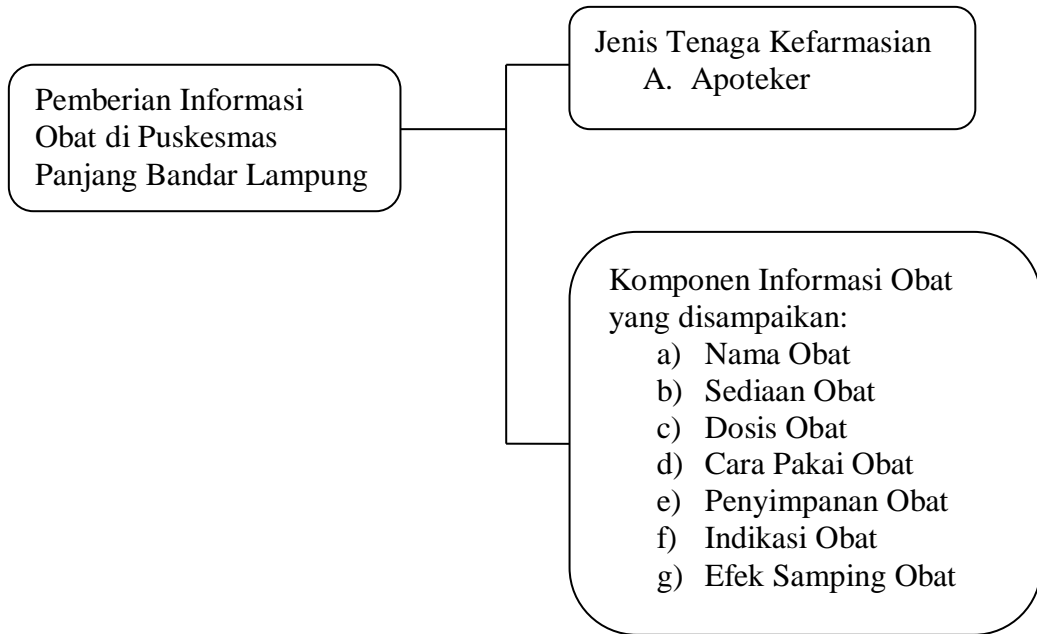 Pemberian Informasi
Obat di Puskesmas
Panjang Bandar Lampung
Jenis Tenaga Kefarmasian
A. Apoteker
Komponen Informasi Obat
yang disampaikan:
a) Nama Obat
b) Sediaan Obat
c) Dosis Obat
d) Cara Pakai Obat
e) Penyimpanan Obat
f) Indikasi Obat
g) Efek Samping Obat